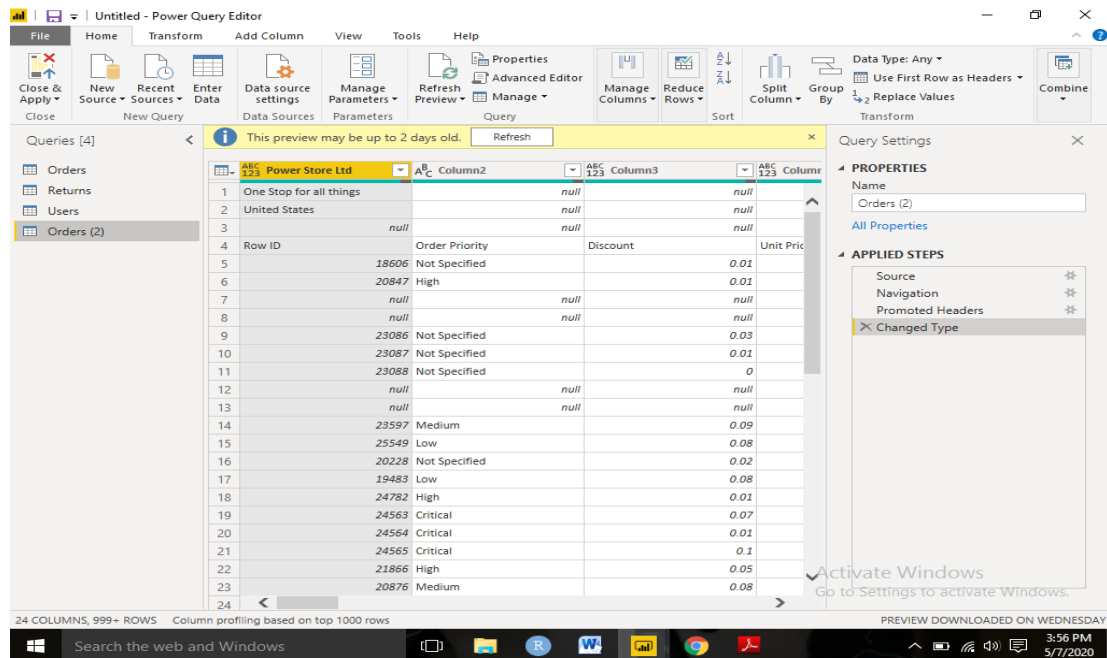 Untitled - Power Query Editor
File Home Transform Add Column View Tools Help
Close & Apply
New Source
Recent Sources
Enter Data
Data source settings
Manage Parameters
Refresh Preview
Properties
Advanced Editor
Manage
Manage Columns
Reduce Rows
Split Column
Group By
Data Type: Any
Use First Row as Headers
Replace Values
Combine
Close New Query Data Sources Parameters Query Sort Transform
Queries [4]
Orders
Returns
Users
Orders (2)
This preview may be up to 2 days old. Refresh
ABC 123 Power Store Ltd ABC Column2 ABC 123 Column3 ABC 123 Column
1 One Stop for all things null null
2 United States null null
3 null null null
4 Row ID Order Priority Discount Unit Pric
5 18606 Not Specified 0.01
6 20847 High 0.01
7 null null null
8 null null null
9 23086 Not Specified 0.03
10 23087 Not Specified 0.01
11 23088 Not Specified 0
12 null null null
13 null null null
14 23597 Medium 0.09
15 25549 Low 0.08
16 20228 Not Specified 0.02
17 19483 Low 0.08
18 24782 High 0.01
19 24563 Critical 0.07
20 24564 Critical 0.01
21 24565 Critical 0.1
22 21866 High 0.05
23 20876 Medium 0.08
24
Query Settings
PROPERTIES
Name
Orders (2)
All Properties
APPLIED STEPS
Source
Navigation
Promoted Headers
Changed Type
Activate Windows
Go to Settings to activate Windows.
24 COLUMNS, 999+ ROWS Column profiling based on top 1000 rows PREVIEW DOWNLOADED ON WEDNESDAY
Search the web and Windows
3:56 PM
5/7/2020